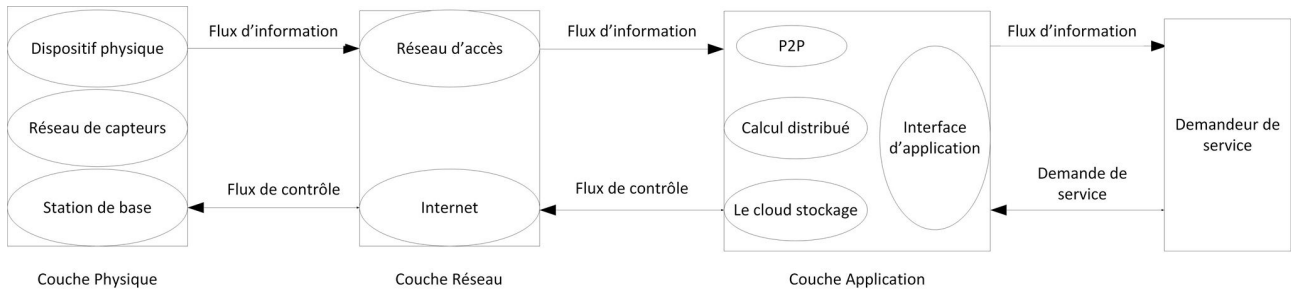 Dispositif physique
Flux d'information
Réseau d'accès
Flux d'information
P2P
Flux d'information
Réseau de capteurs
Calcul distribué
Interface
d'application
Demandeur de
service
Station de base
Flux de contrôle
Internet
Flux de contrôle
Le cloud stockage
Demande de
service
Couche Physique
Couche Réseau
Couche Application